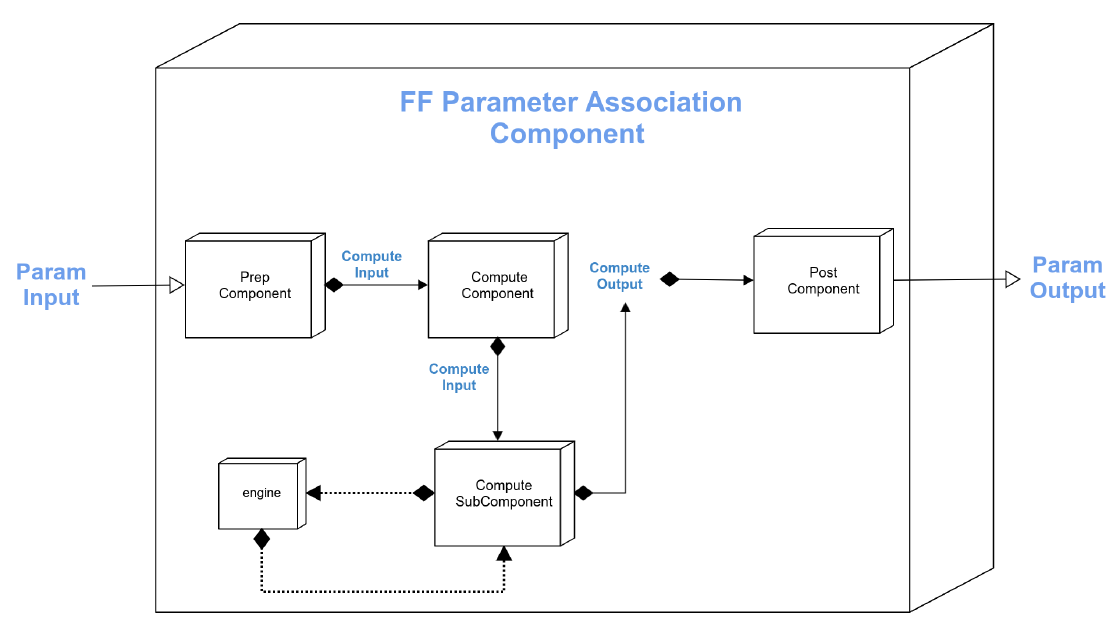 FF Parameter Association
Component
Param
Input
Prep
Component
Compute
Input
Compute
Component
Compute
Output
Post
Component
Param
Output
Compute
Input
engine
Compute
SubComponent